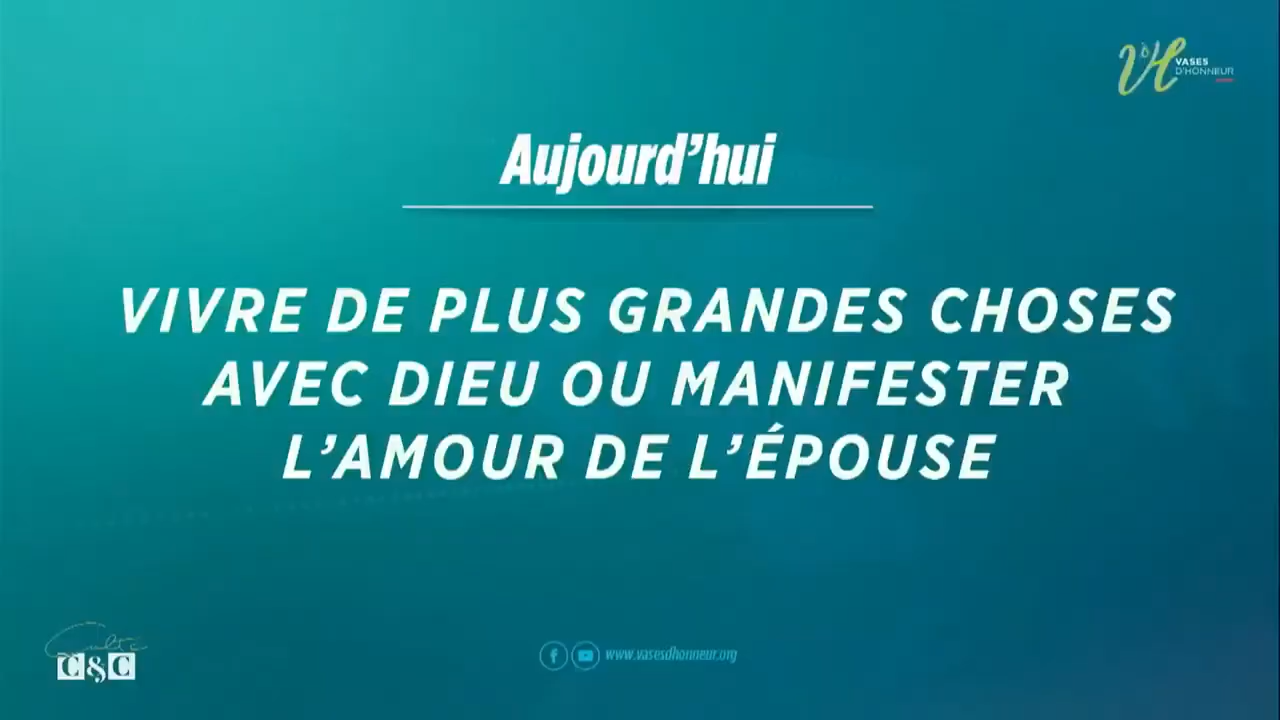 VASES
D'HONNEUR
Aujourd'hui
VIVRE DE PLUS GRANDES CHOSES
AVEC DIEU OU MANIFESTER
L'AMOUR DE L'ÉPOUSE
Culte
C&C
www.vasesdhonneur.org